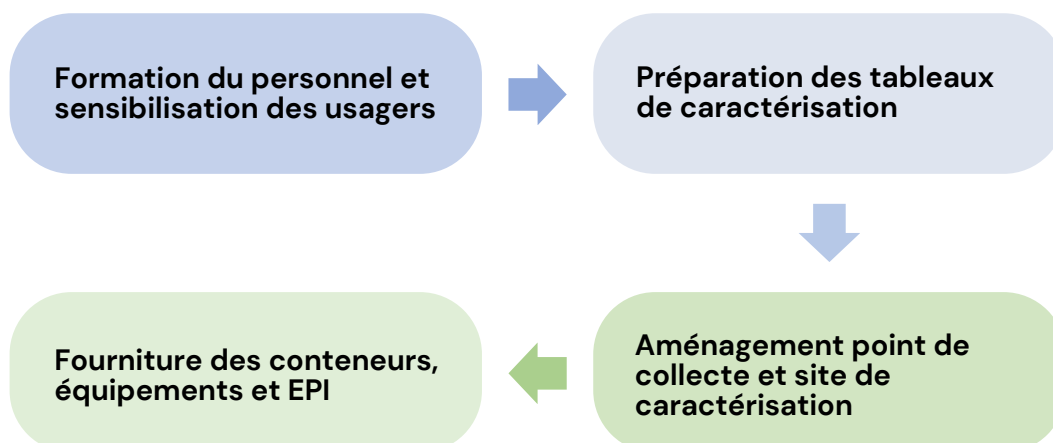 Formation du personnel et
sensibilisation des usagers
Préparation des tableaux
de caractérisation
Aménagement point de
collecte et site de
caractérisation
Fourniture des conteneurs,
équipements et EPI